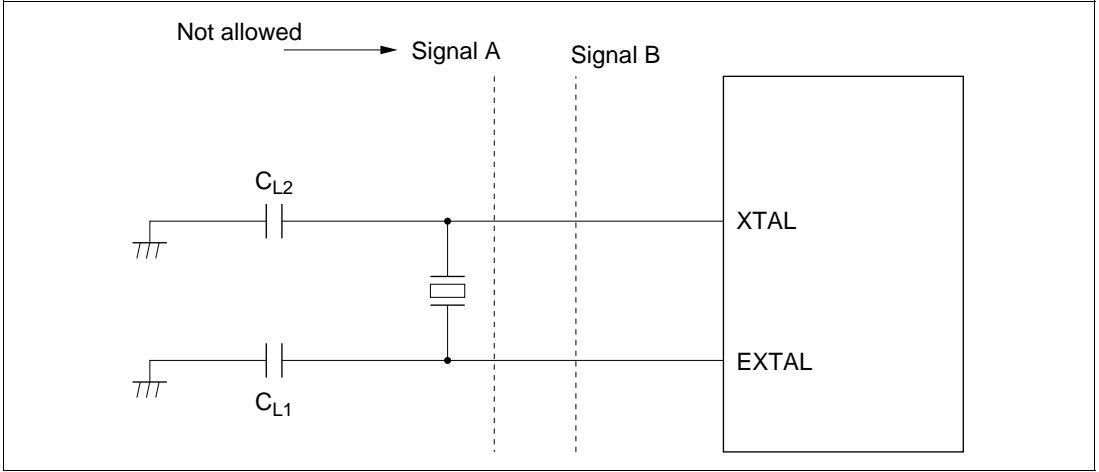 Not allowed
Signal A
Signal B
CL2
XTAL
EXTAL
CL1